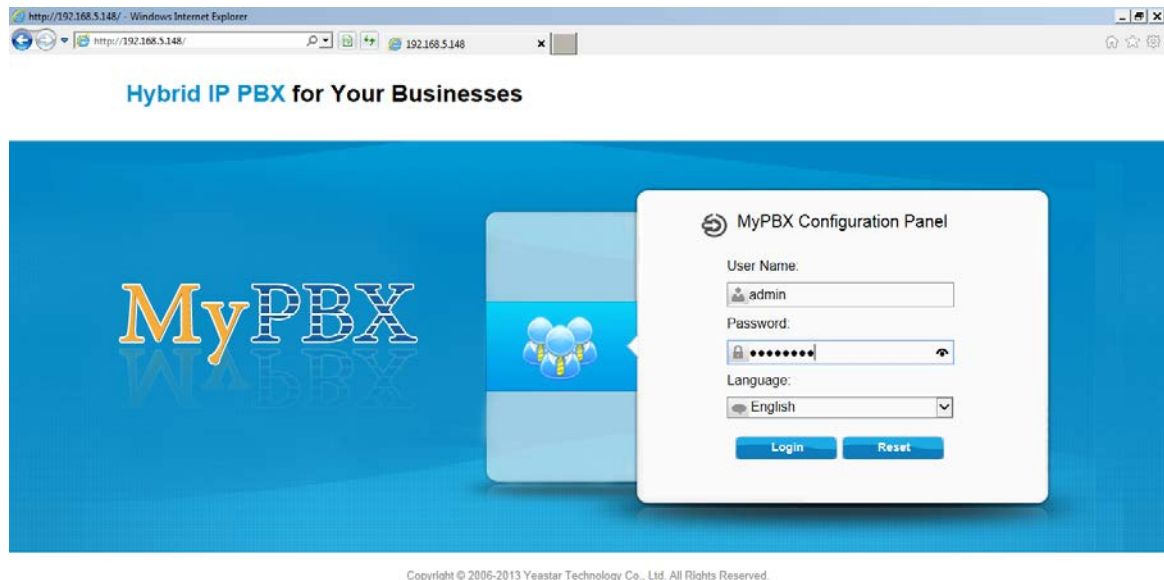 http://192.168.5.148/ - Windows Internet Explorer
http://192.168.5.148/
192.168.5.148
Hybrid IP PBX for Your Businesses
MyPBX
MyPBX Configuration Panel
User Name:
admin
Password:
••••••••
Language:
English
Login Reset
Copyright © 2006-2013 Yeastar Technology Co., Ltd. All Rights Reserved.